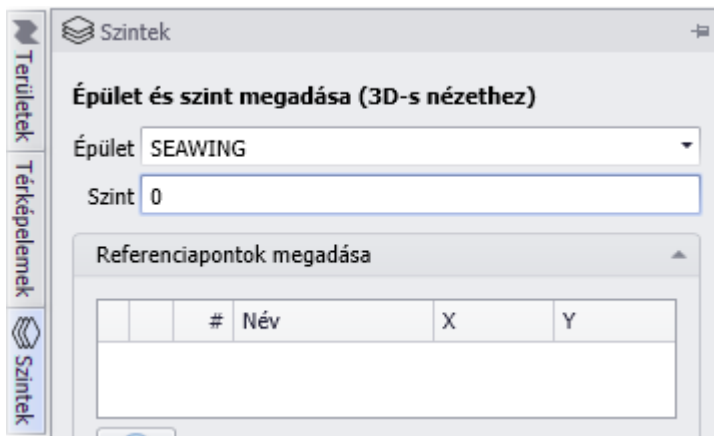 Szintek
Épület és szint megadása (3D-s nézethez)
Épület SEAWING
Szint 0
Referenciapontok megadása
# Név X Y
Területek
Térképelemek
Szintek